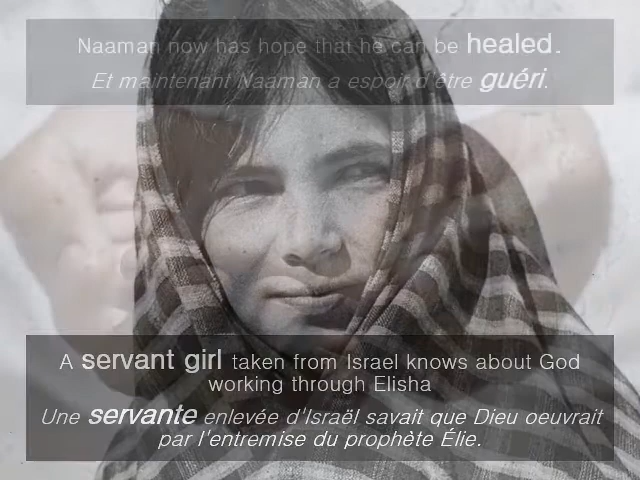 Naaman now has hope that he can be healed.
Et maintenant Naaman a espoir d'être guéri.
A servant girl taken from Israel knows about God
working through Elisha
Une servante enlevée d'Israël savait que Dieu oeuvrait
par l'entremise du prophète Élie.